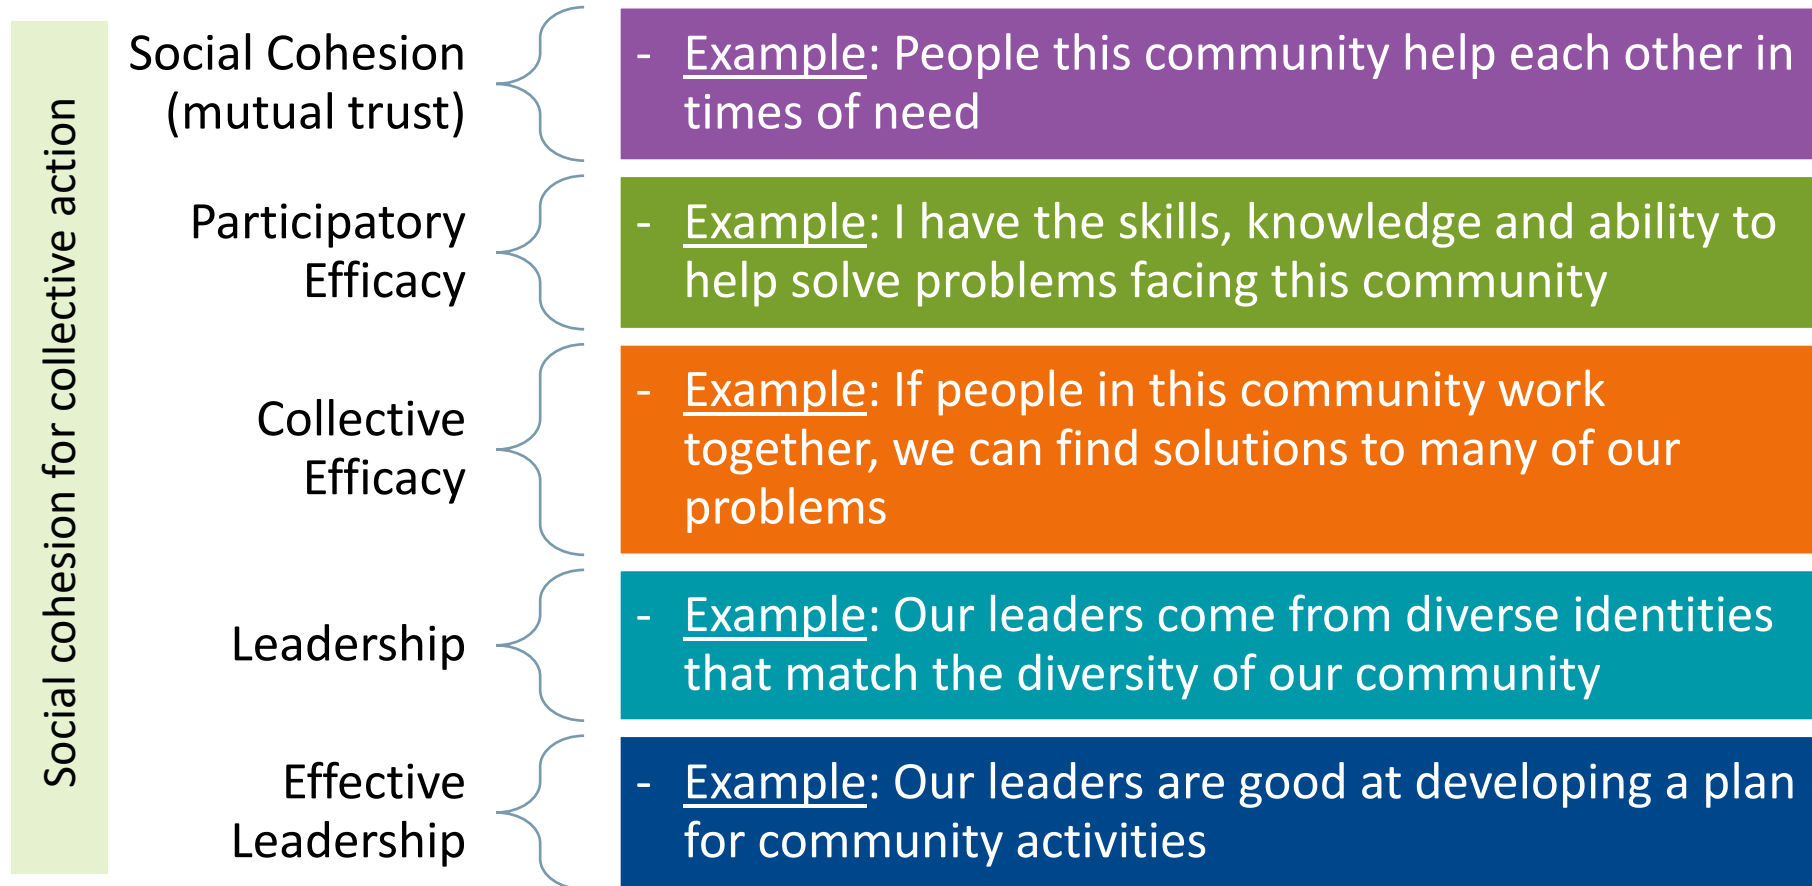 Social cohesion for collective action
Social Cohesion
(mutual trust)
- Example: People this community help each other in
times of need
Participatory
Efficacy
- Example: I have the skills, knowledge and ability to
help solve problems facing this community
Collective
Efficacy
- Example: If people in this community work
together, we can find solutions to many of our
problems
Leadership
- Example: Our leaders come from diverse identities
that match the diversity of our community
Effective
Leadership
- Example: Our leaders are good at developing a plan
for community activities